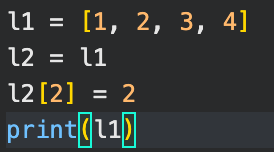 l1 = [1, 2, 3, 4]
l2 = l1
l2[2] = 2
print(l1)